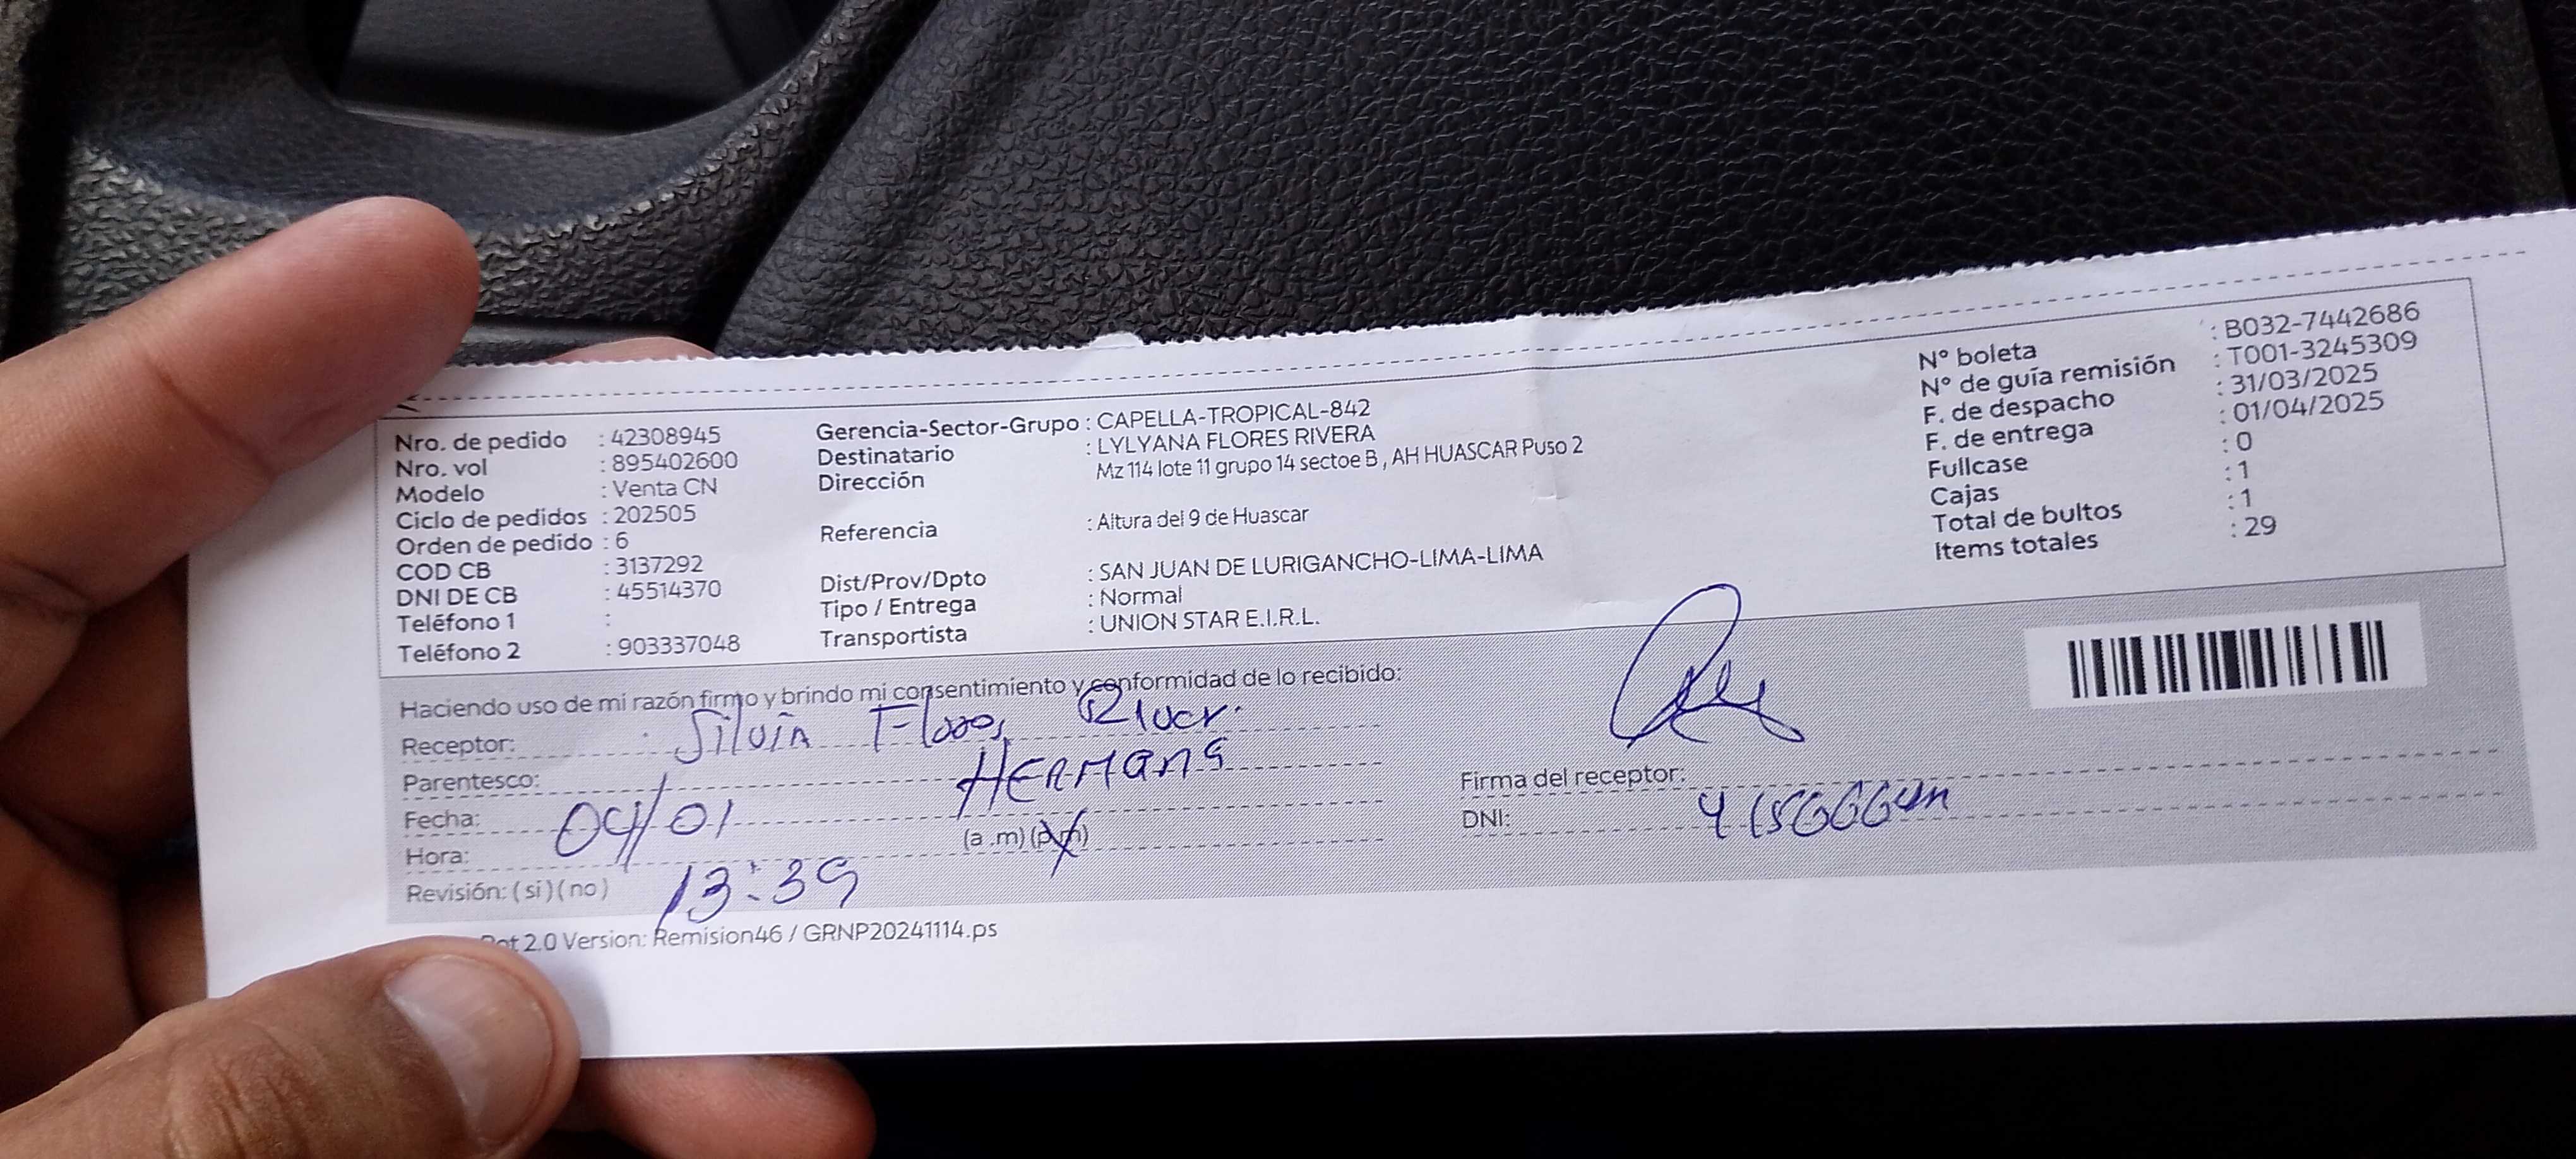 Nro. de pedido : 42308945
Nro. vol : 895402600
Modelo : Venta CN
Ciclo de pedidos : 202505
Orden de pedido : 6
COD CB : 3137292
DNI DE CB : 45514370
Teléfono 1 :
Teléfono 2 : 903337048
Gerencia-Sector-Grupo : CAPELLA-TROPICAL-842
Destinatario : LYLYANA FLORES RIVERA
Dirección Mz 114 lote 11 grupo 14 sectoe B , AH HUASCAR Puso 2
Referencia : Altura del 9 de Huascar
Dist/Prov/Dpto : SAN JUAN DE LURIGANCHO-LIMA-LIMA
Tipo / Entrega : Normal
Transportista : UNION STAR E.I.R.L.
N° boleta : B032-7442686
N° de guía remisión : T001-3245309
F. de despacho : 31/03/2025
F. de entrega : 01/04/2025
Fullcase : 0
Cajas : 1
Total de bultos : 1
Items totales : 29
Haciendo uso de mi razón firmo y brindo mi consentimiento y conformidad de lo recibido:
Receptor: Silvia
Parentesco: HERMANA
Fecha: 04/01
Hora: 13:39 (a .m) (p.m)
Revisión: ( si ) ( no )
Firma del receptor:
DNI:
2.0 Version: Remision46 / GRNP20241114.ps